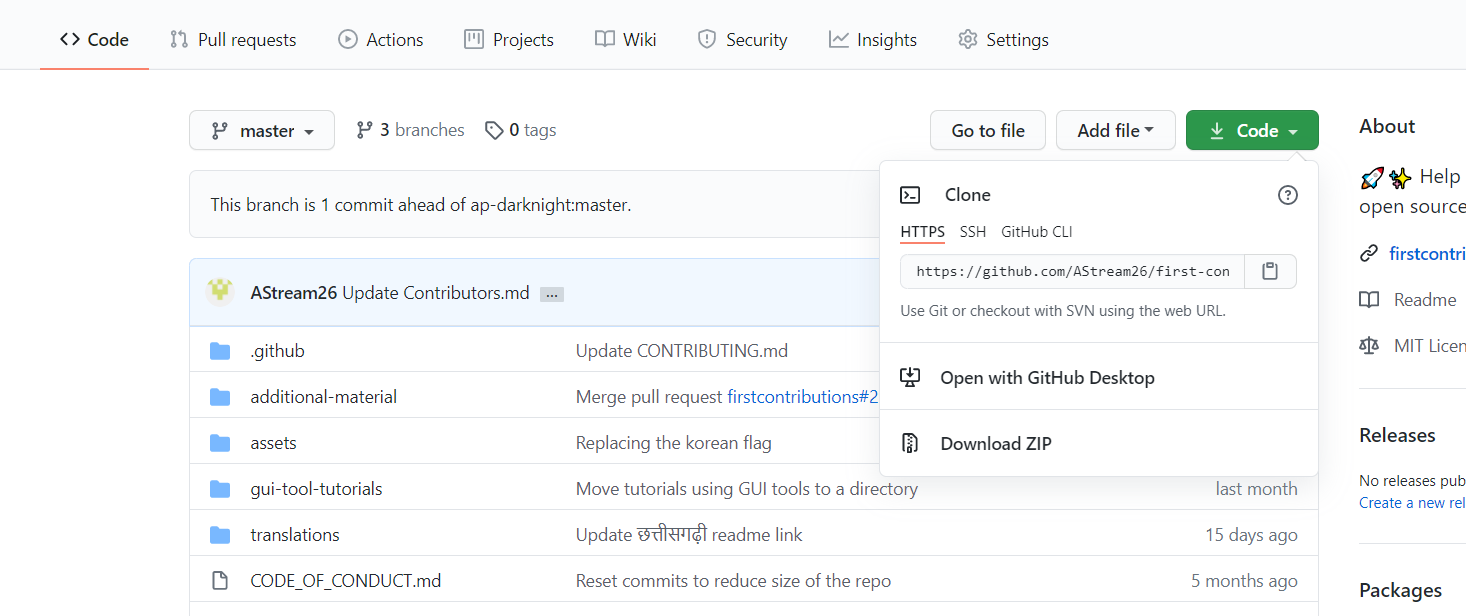 Code Pull requests Actions Projects Wiki Security Insights Settings
master 3 branches 0 tags Go to file Add file Code
This branch is 1 commit ahead of ap-darknight:master.
AStream26 Update Contributors.md ...
.github Update CONTRIBUTING.md
additional-material Merge pull request firstcontributions#2
assets Replacing the korean flag
gui-tool-tutorials Move tutorials using GUI tools to a directory last month
translations Update छत्तीसगढ़ी readme link 15 days ago
CODE_OF_CONDUCT.md Reset commits to reduce size of the repo 5 months ago
Clone
HTTPS SSH GitHub CLI
https://github.com/AStream26/first-con
Use Git or checkout with SVN using the web URL.
Open with GitHub Desktop
Download ZIP
About
🚀✨ Help
open source
firstcontri
Readme
MIT Licen
Releases
No releases pub
Create a new rel
Packages